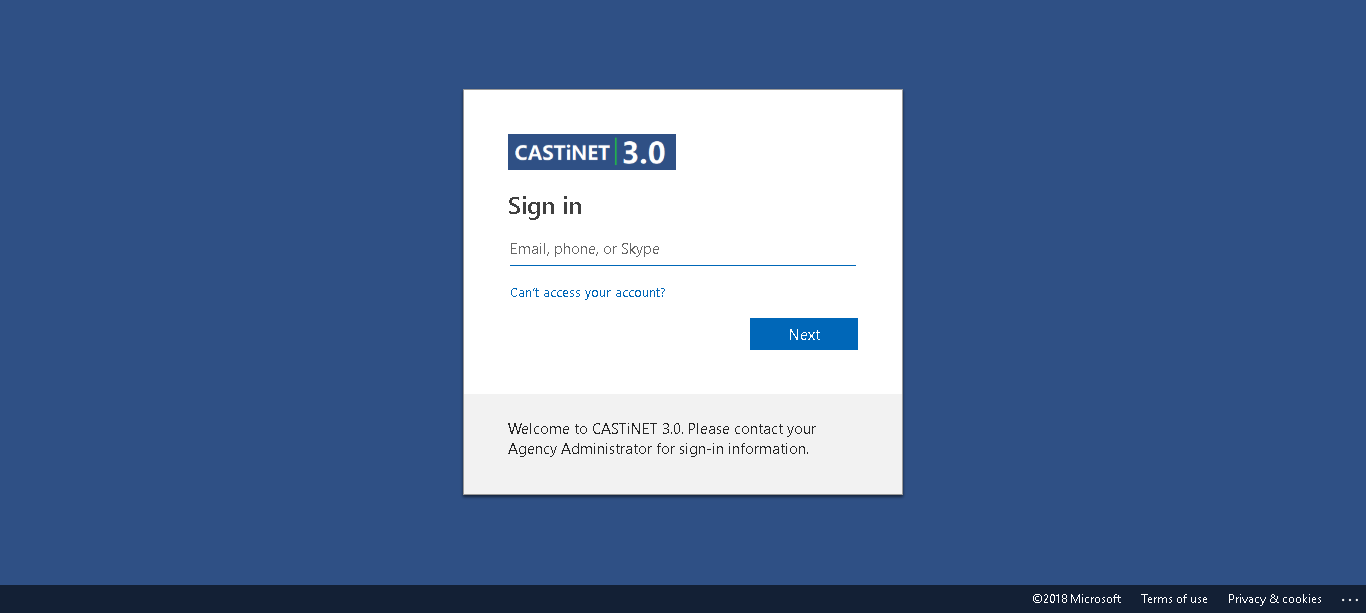 CASTiNET 3.0
Sign in
Email, phone, or Skype
Can't access your account?
Next
Welcome to CASTiNET 3.0. Please contact your
Agency Administrator for sign-in information.
©2018 Microsoft Terms of use Privacy & cookies ...